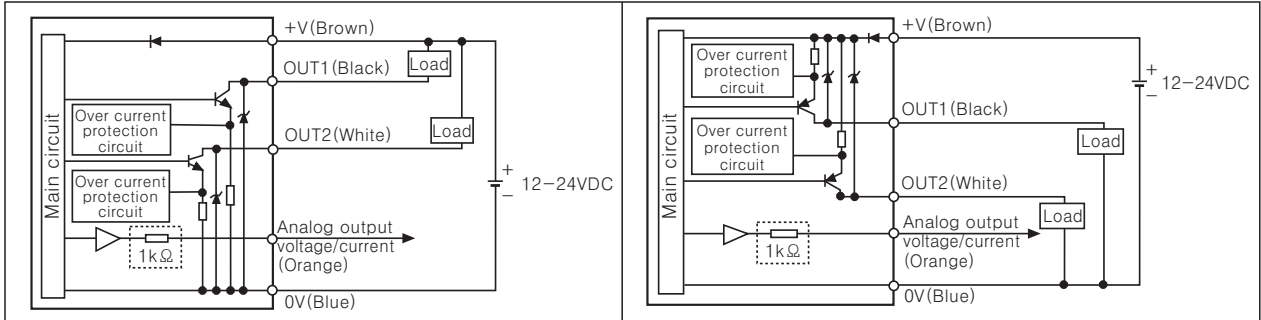 Main circuit
Over current
protection
circuit
Over current
protection
circuit
1kΩ
+V(Brown)
OUT1(Black)
OUT2(White)
Load
Load
+
-
12-24VDC
Analog output
voltage/current
(Orange)
0V(Blue)
Main circuit
Over current
protection
circuit
Over current
protection
circuit
1kΩ
+V(Brown)
+
-
12-24VDC
OUT1(Black)
Load
OUT2(White)
Load
Analog output
voltage/current
(Orange)
0V(Blue)